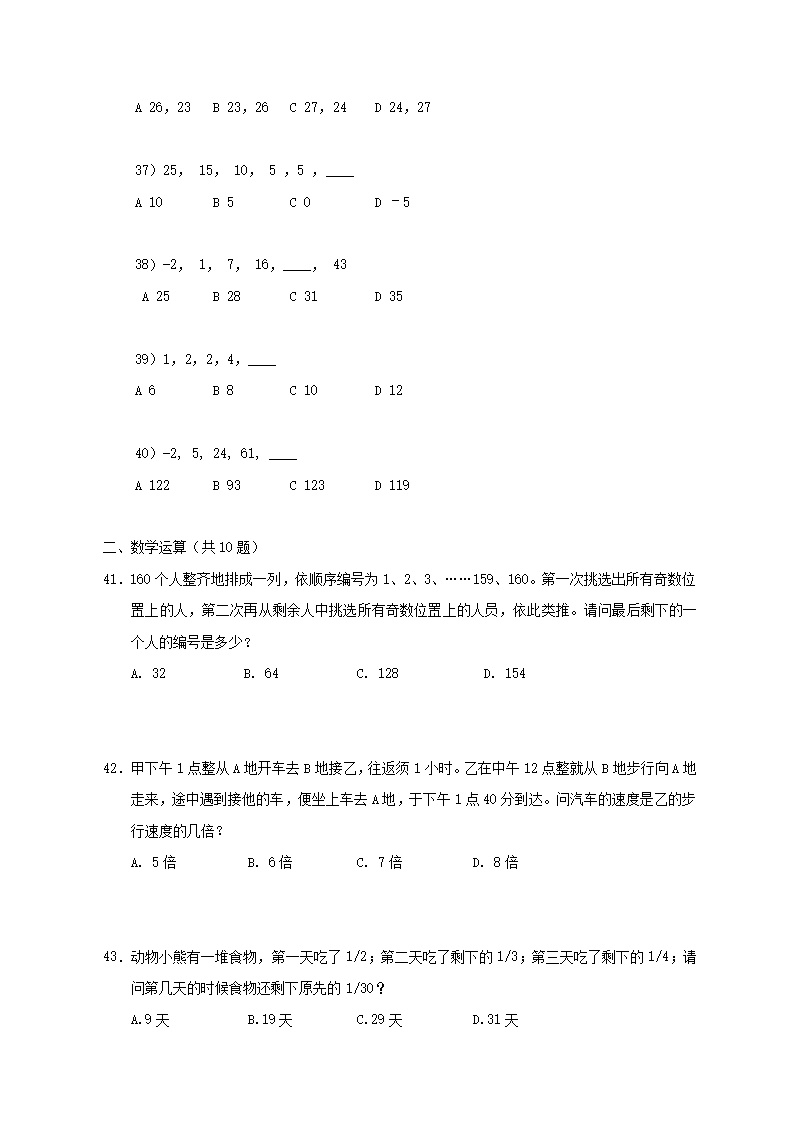 A 26，23 B 23，26 C 27，24 D 24，27
37）25， 15， 10， 5 ，5 ，____
A 10 B 5 C 0 D －5
38）-2， 1， 7， 16，____， 43
A 25 B 28 C 31 D 35
39）1，2，2，4，____
A 6 B 8 C 10 D 12
40）-2, 5, 24, 61, ____
A 122 B 93 C 123 D 119
二、数学运算（共 10 题）
41．160 个人整齐地排成一列，依顺序编号为 1、2、3、……159、160。第一次挑选出所有奇数位
置上的人，第二次再从剩余人中挑选所有奇数位置上的人员，依此类推。请问最后剩下的一
个人的编号是多少？
A. 32 B. 64 C. 128 D. 154
42．甲下午 1 点整从 A 地开车去 B 地接乙，往返须 1 小时。乙在中午 12 点整就从 B 地步行向 A 地
走来，途中遇到接他的车，便坐上车去 A 地，于下午 1 点 40 分到达。问汽车的速度是乙的步
行速度的几倍？
A. 5 倍 B. 6 倍 C. 7 倍 D. 8 倍
43．动物小熊有一堆食物，第一天吃了 1/2；第二天吃了剩下的 1/3；第三天吃了剩下的 1/4；请
问第几天的时候食物还剩下原先的 1/30？
A.9 天 B.19 天 C.29 天 D.31 天